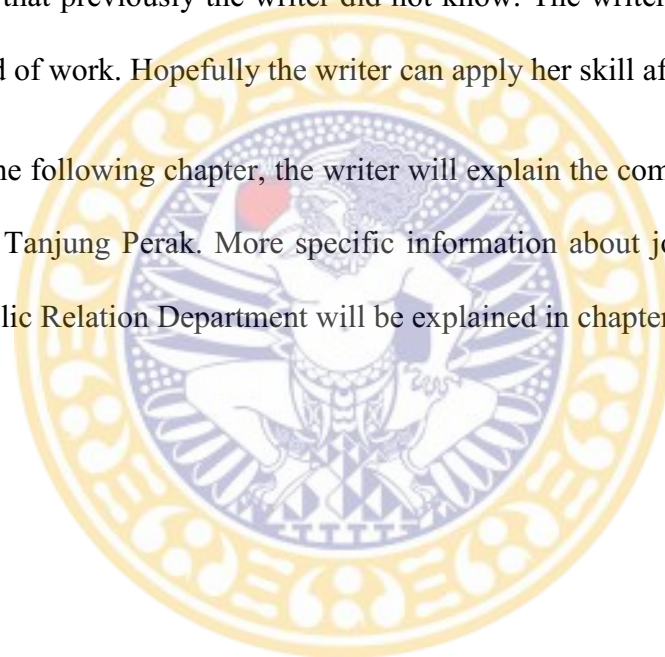 that previously the writer did not know. The writer
d of work. Hopefully the writer can apply her skill af
ne following chapter, the writer will explain the com
Tanjung Perak. More specific information about jo
lic Relation Department will be explained in chapter